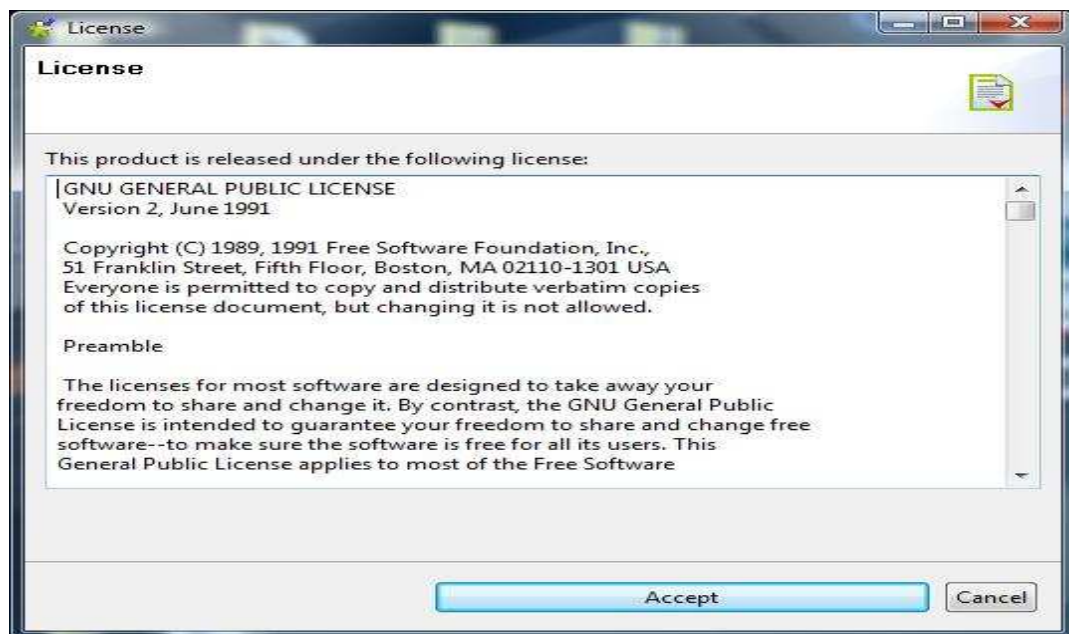 License
License
This product is released under the following license:
GNU GENERAL PUBLIC LICENSE
Version 2, June 1991
Copyright (C) 1989, 1991 Free Software Foundation, Inc.,
51 Franklin Street, Fifth Floor, Boston, MA 02110-1301 USA
Everyone is permitted to copy and distribute verbatim copies
of this license document, but changing it is not allowed.
Preamble
The licenses for most software are designed to take away your
freedom to share and change it. By contrast, the GNU General Public
License is intended to guarantee your freedom to share and change free
software--to make sure the software is free for all its users. This
General Public License applies to most of the Free Software
Accept
Cancel